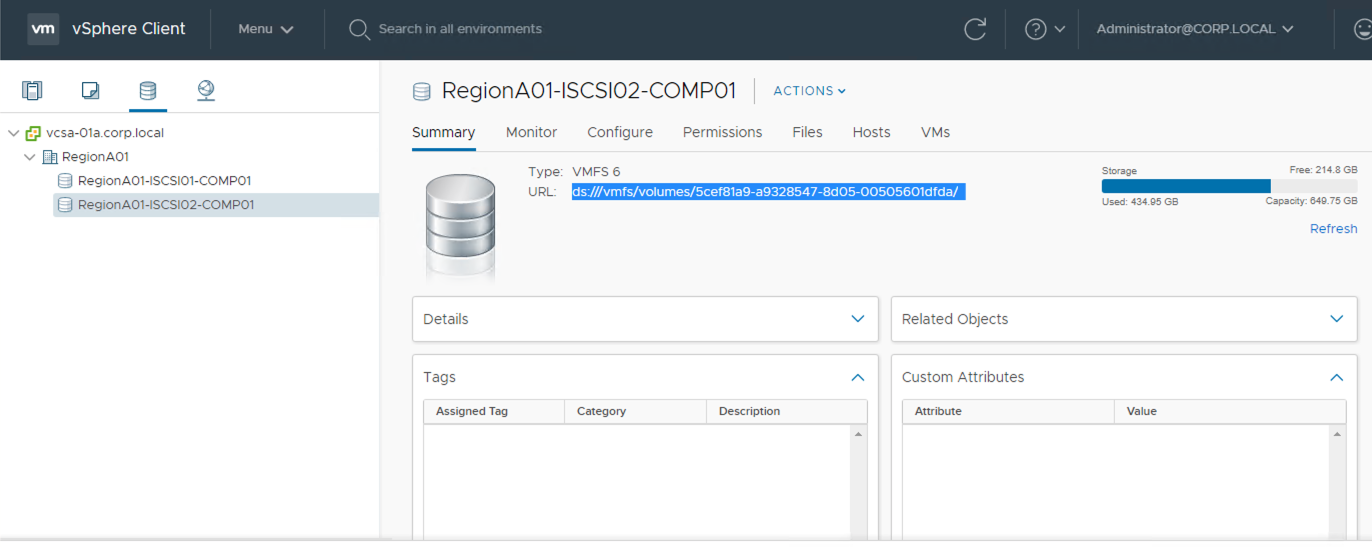 vm vSphere Client Menu Search in all environments Administrator@CORP.LOCAL
RegionA01-ISCSI02-COMP01 ACTIONS
Summary Monitor Configure Permissions Files Hosts VMs
vcsa-01a.corp.local
RegionA01
RegionA01-ISCSI01-COMP01
RegionA01-ISCSI02-COMP01
Type: VMFS 6
URL: ds:///vmfs/volumes/5cef81a9-a9328547-8d05-00505601dfda/
Storage Free: 214.8 GB
Used: 434.95 GB Capacity: 649.75 GB
Refresh
Details
Related Objects
Tags
Assigned Tag Category Description
Custom Attributes
Attribute Value